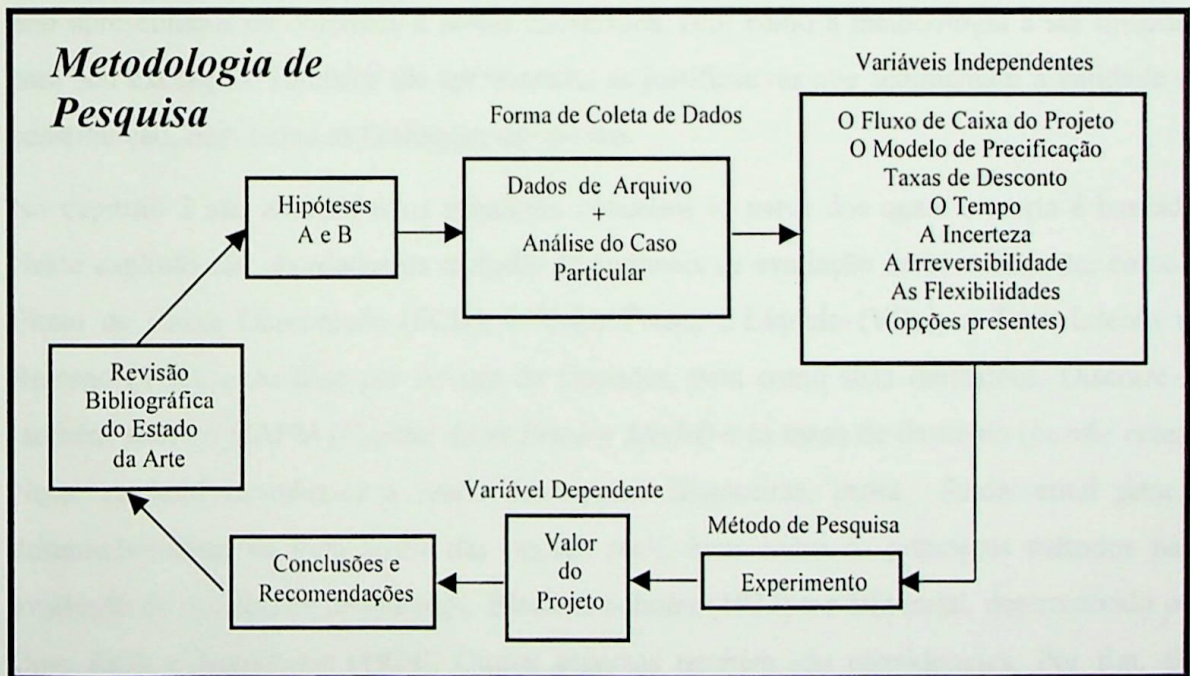 Metodologia de
Pesquisa
Variáveis Independentes
Forma de Coleta de Dados
Hipóteses
A e B
Dados de Arquivo
+
Análise do Caso
Particular
O Fluxo de Caixa do Projeto
O Modelo de Precificação
Taxas de Desconto
O Tempo
A Incerteza
A Irreversibilidade
As Flexibilidades
(opções presentes)
Revisão
Bibliográfica
do Estado
da Arte
Variável Dependente
Método de Pesquisa
Conclusões e
Recomendações
Valor
do
Projeto
Experimento